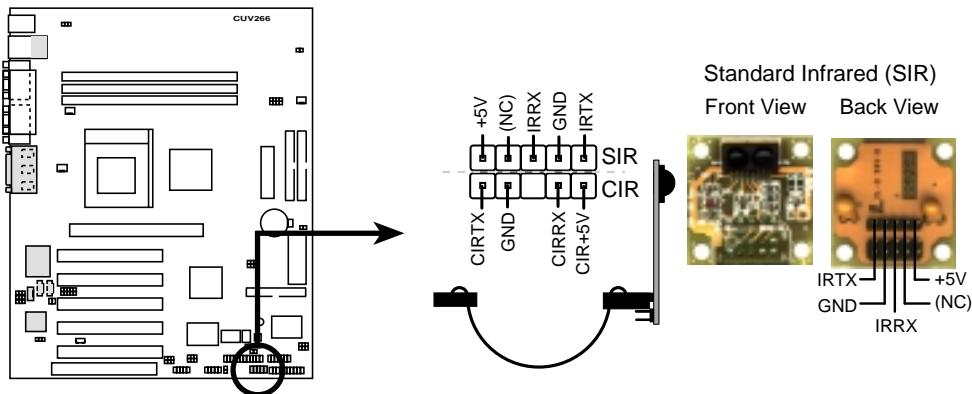 CUV266
+5V
(NC)
IRRX
GND
IRTX
SIR
CIR
CIRTX
GND
CIRRX
CIR+5V
Standard Infrared (SIR)
Front View Back View
IRTX
+5V
GND
(NC)
IRRX